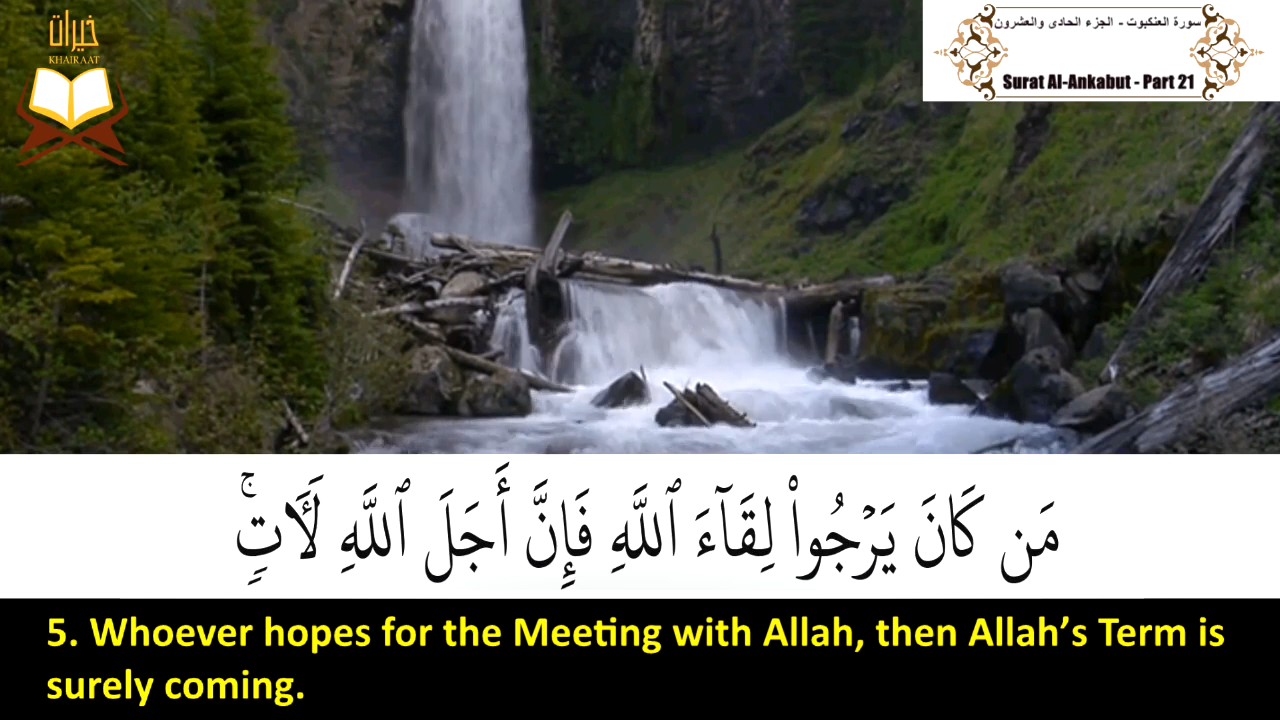 خيرات
KHAIRAAT
سورة العنكبوت - الجزء الحادى والعشرون
Surat Al-Ankabut - Part 21
مَن كَانَ يَرْجُوا۟ لِقَآءَ ٱللَّهِ فَإِنَّ أَجَلَ ٱللَّهِ لَـَٔاتٍۢ ۚ
5. Whoever hopes for the Meeting with Allah, then Allah’s Term is
surely coming.